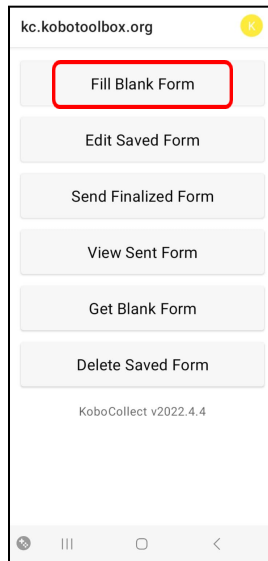 kc.kobotoolbox.org
K
Fill Blank Form
Edit Saved Form
Send Finalized Form
View Sent Form
Get Blank Form
Delete Saved Form
KoboCollect v2022.4.4